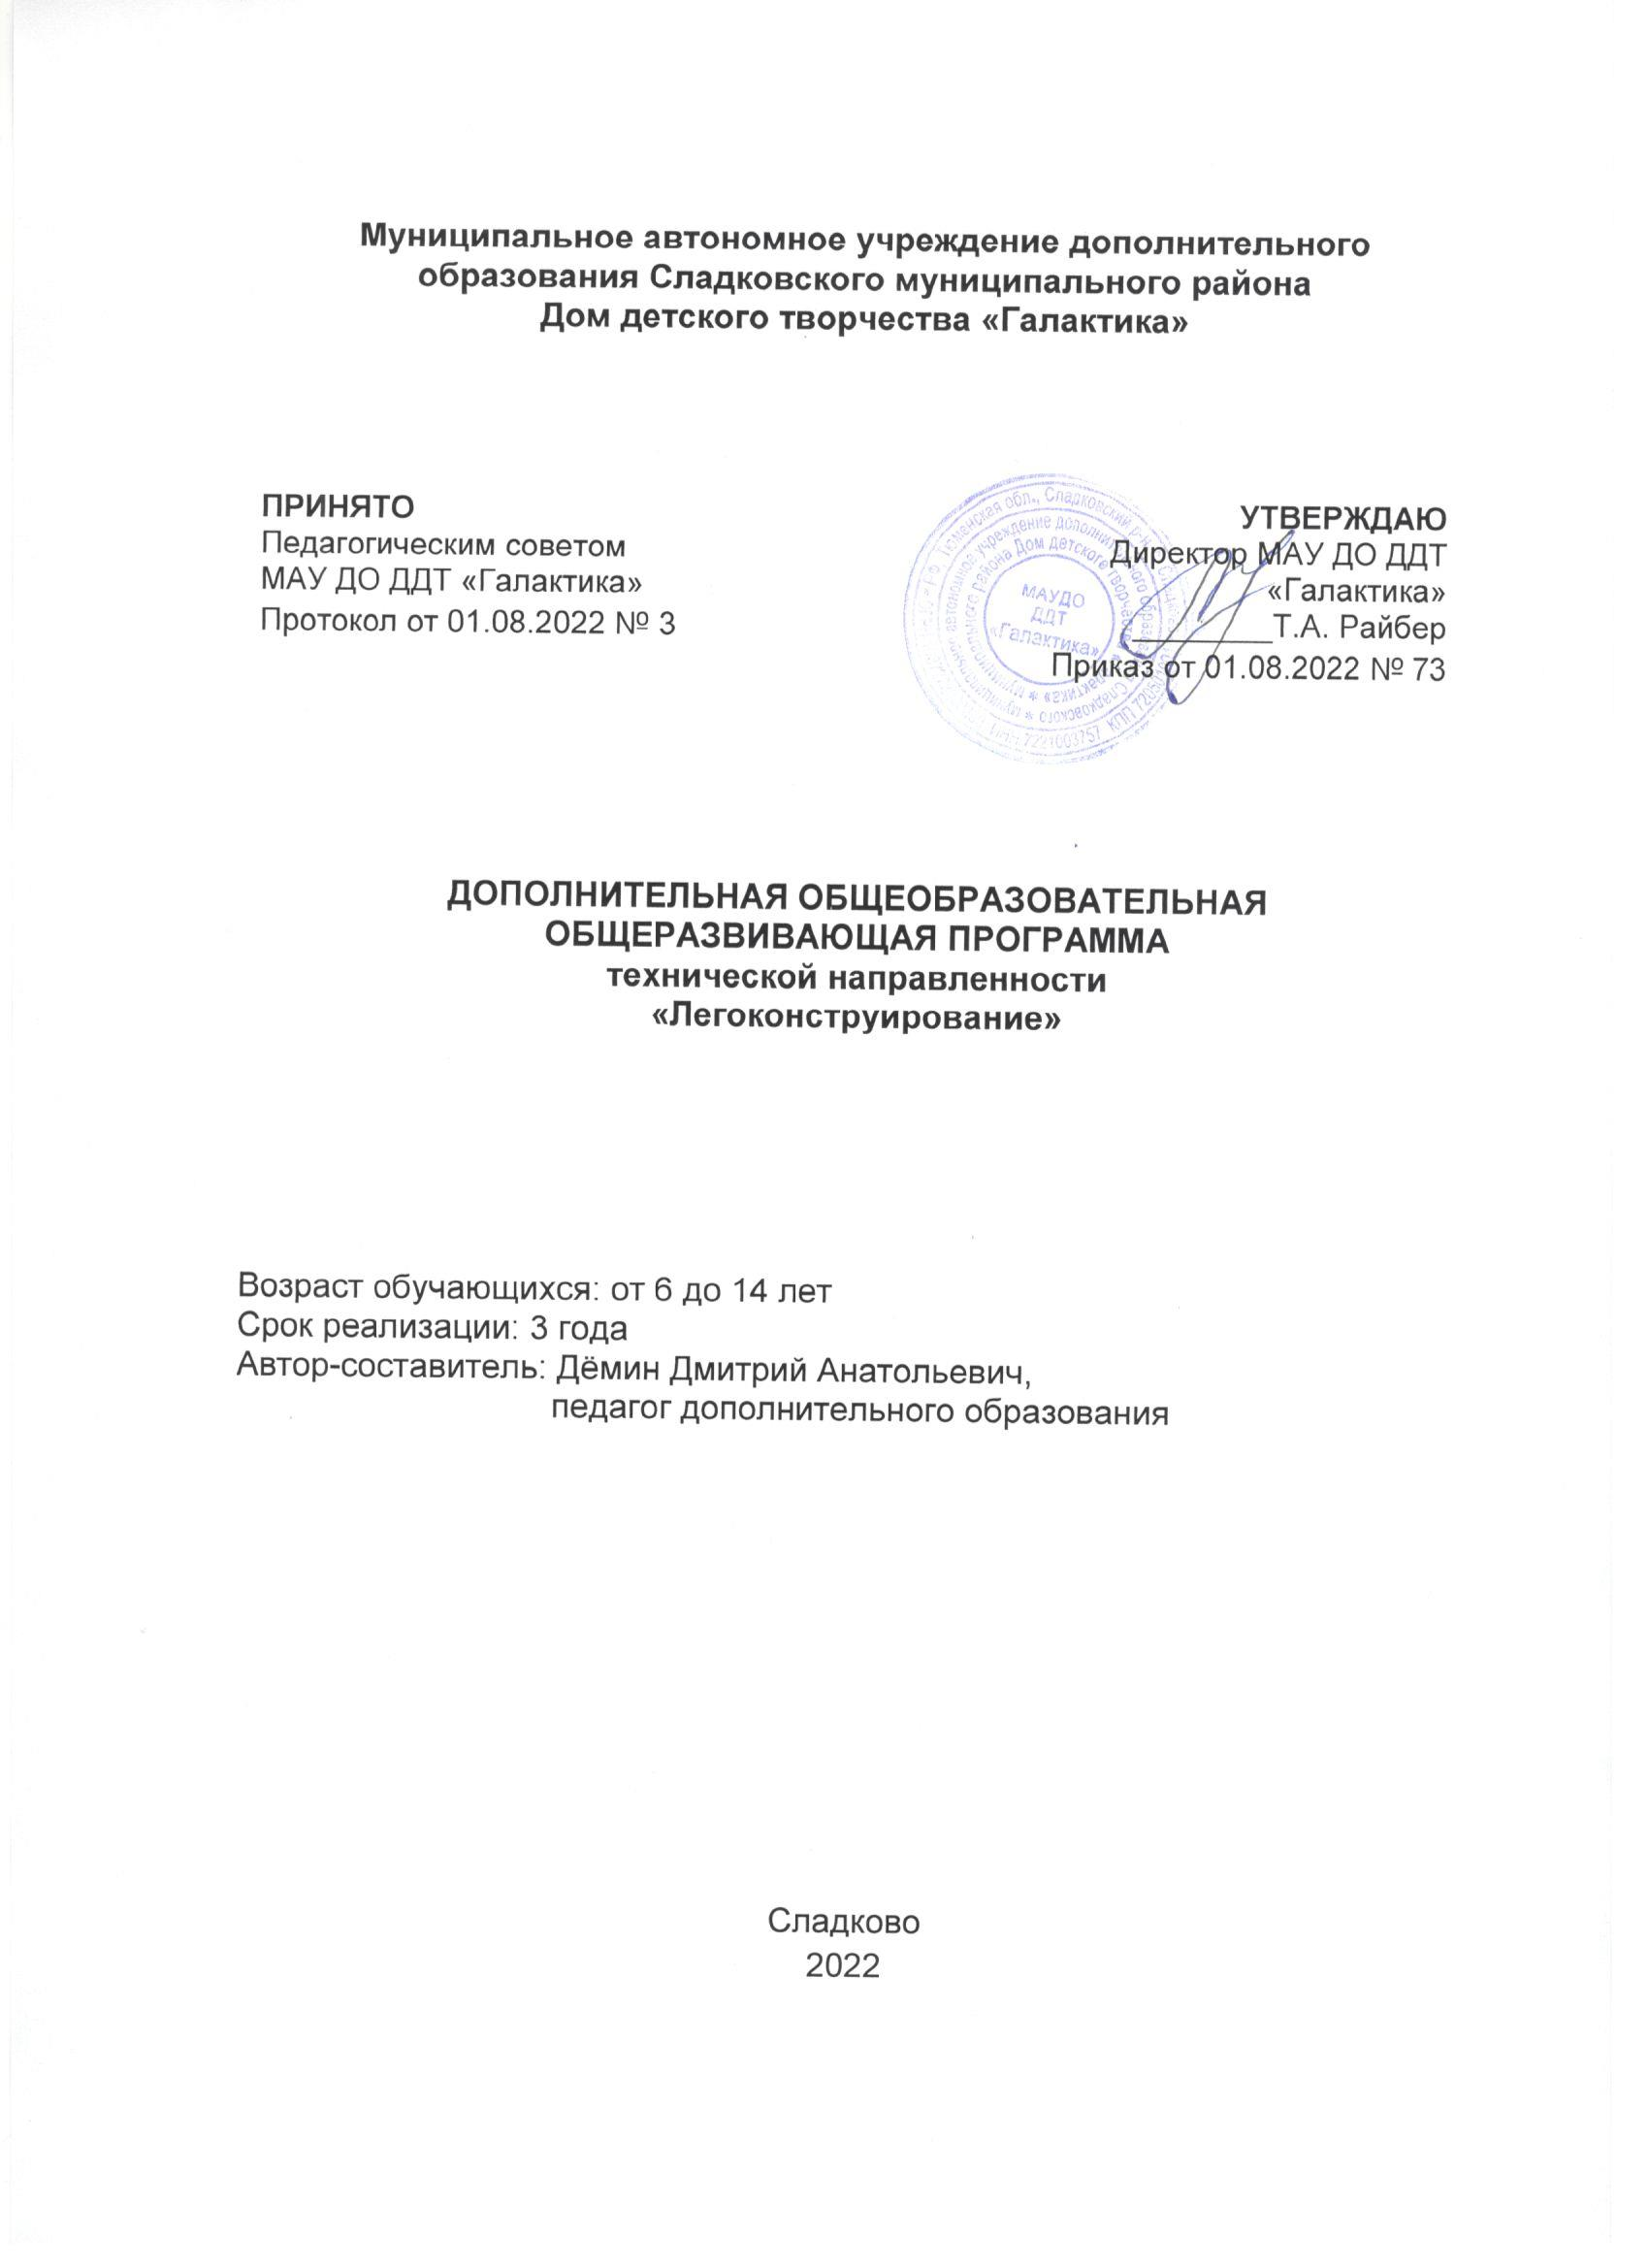 Муниципальное автономное учреждение дополнительного
образования Сладковского муниципального района
Дом детского творчества «Галактика»
ПРИНЯТО
Педагогическим советом
МАУ ДО ДДТ «Галактика»
Протокол от 01.08.2022 № 3
УТВЕРЖДАЮ
Директор МАУ ДО ДДТ
«Галактика»
Т.А. Райбер
Приказ от 01.08.2022 № 73
МАУДО
ДДТ
«Галактика»
ДОПОЛНИТЕЛЬНАЯ ОБЩЕОБРАЗОВАТЕЛЬНАЯ
ОБЩЕРАЗВИВАЮЩАЯ ПРОГРАММА
технической направленности
«Легоконструирование»
Возраст обучающихся: от 6 до 14 лет
Срок реализации: 3 года
Автор-составитель: Дёмин Дмитрий Анатольевич,
педагог дополнительного образования
Сладково
2022